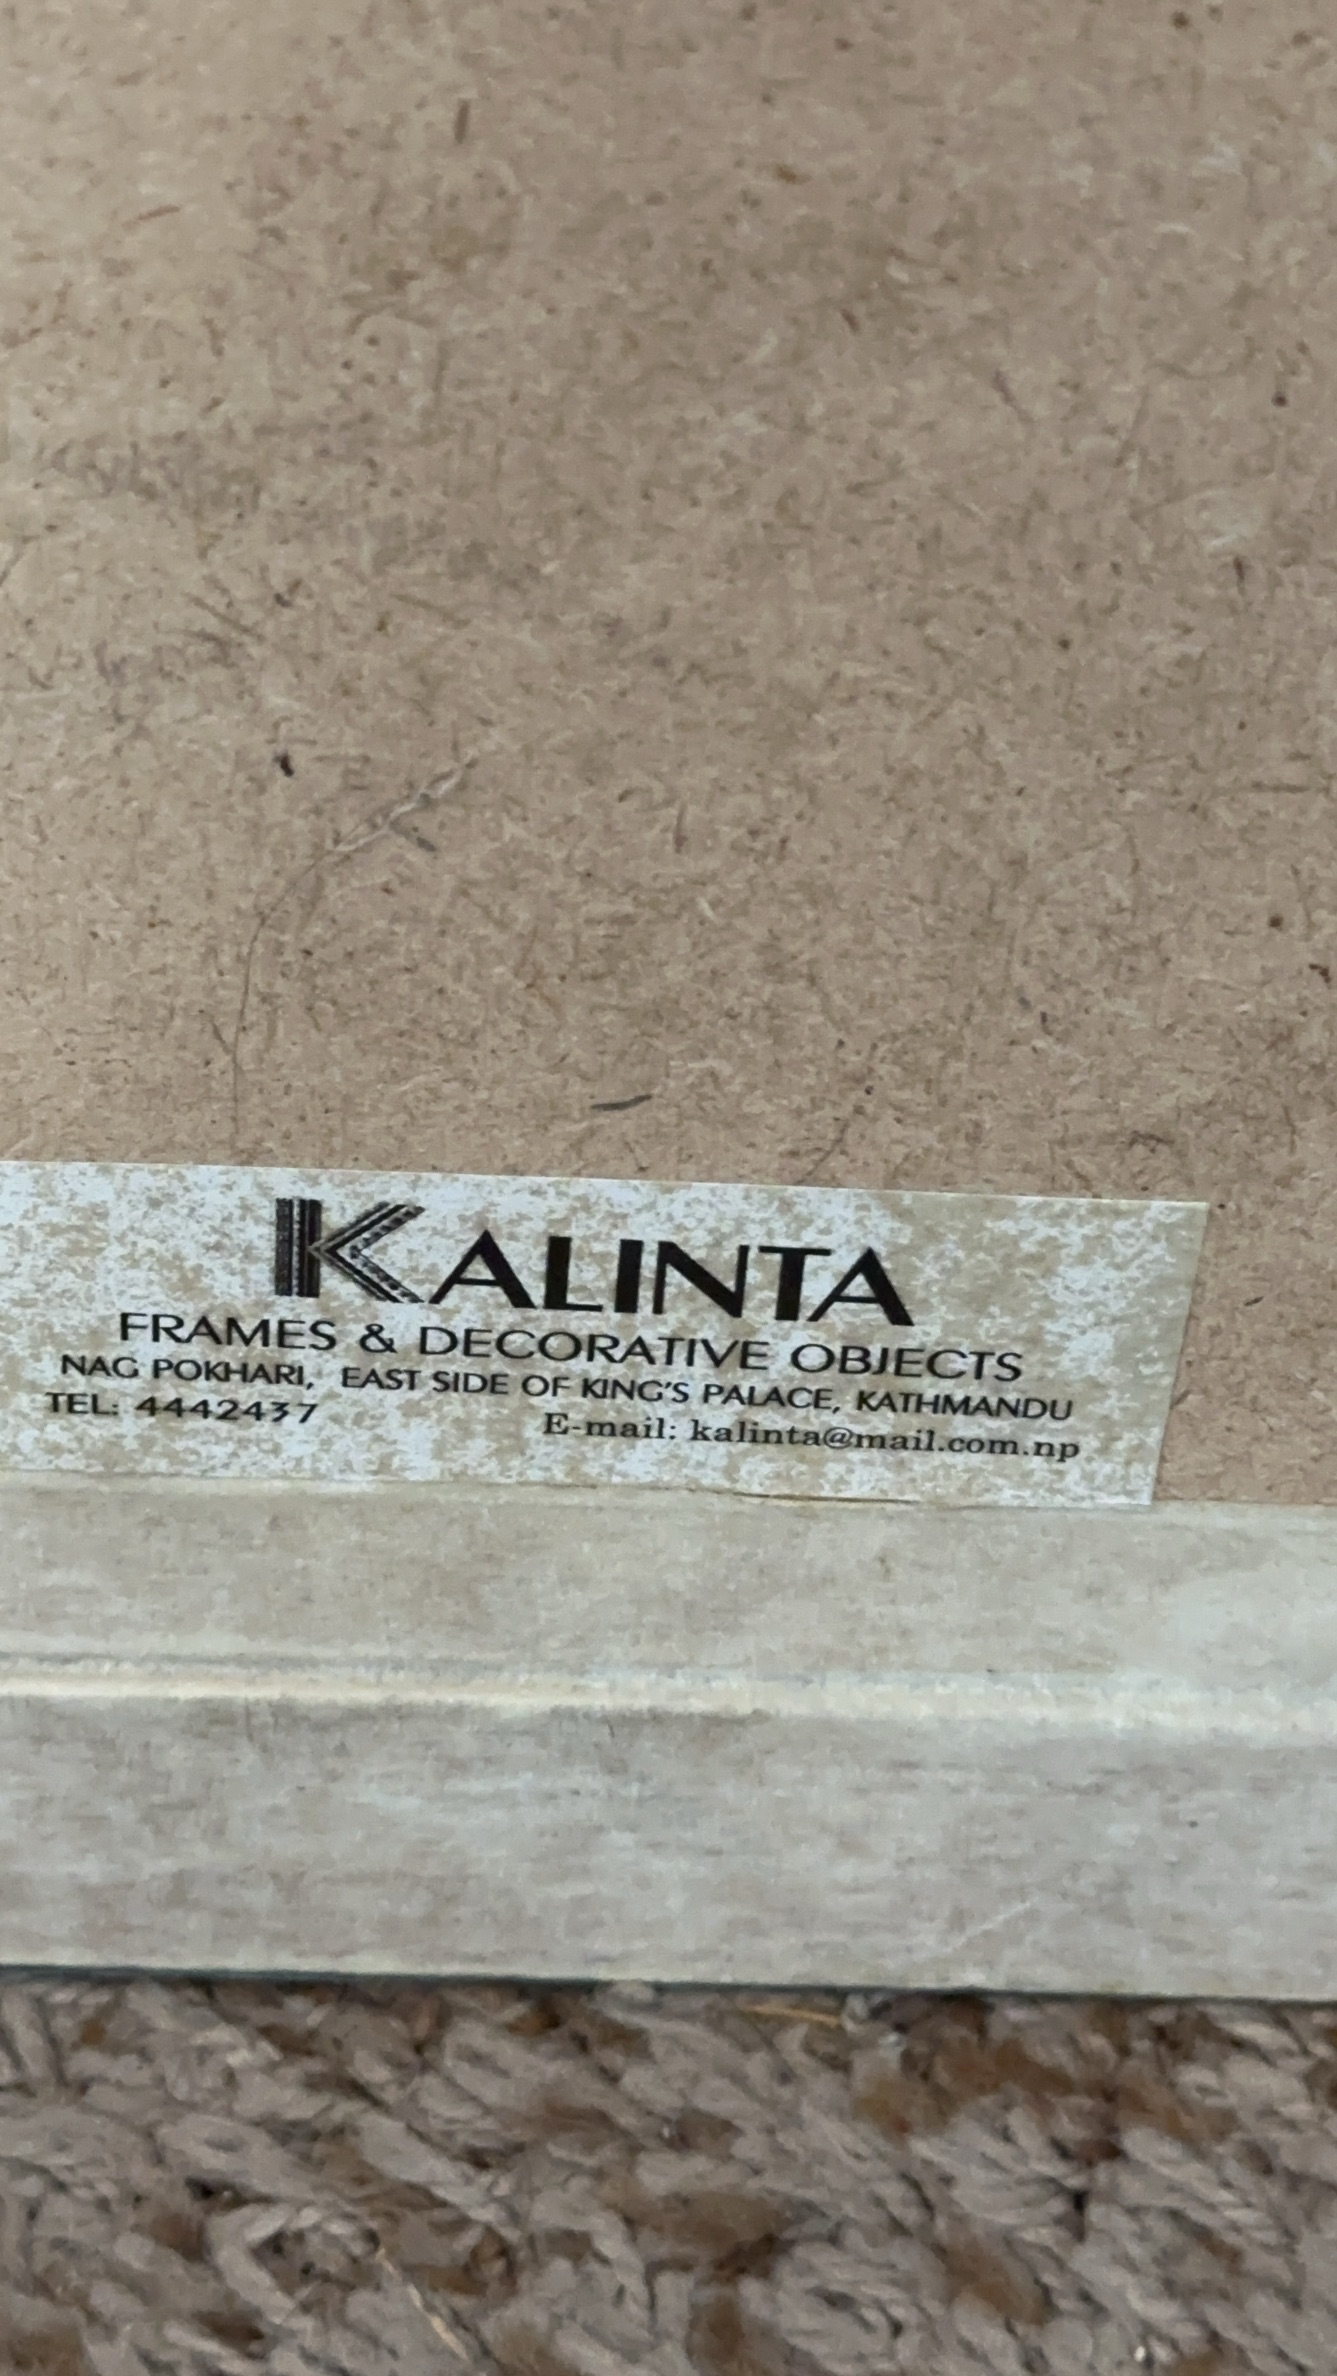 KALINTA
FRAMES & DECORATIVE OBJECTS
NAG POKHARI, EAST SIDE OF KING'S PALACE, KATHMANDU
TEL: 4442437 E-mail: kalinta@mail.com.np